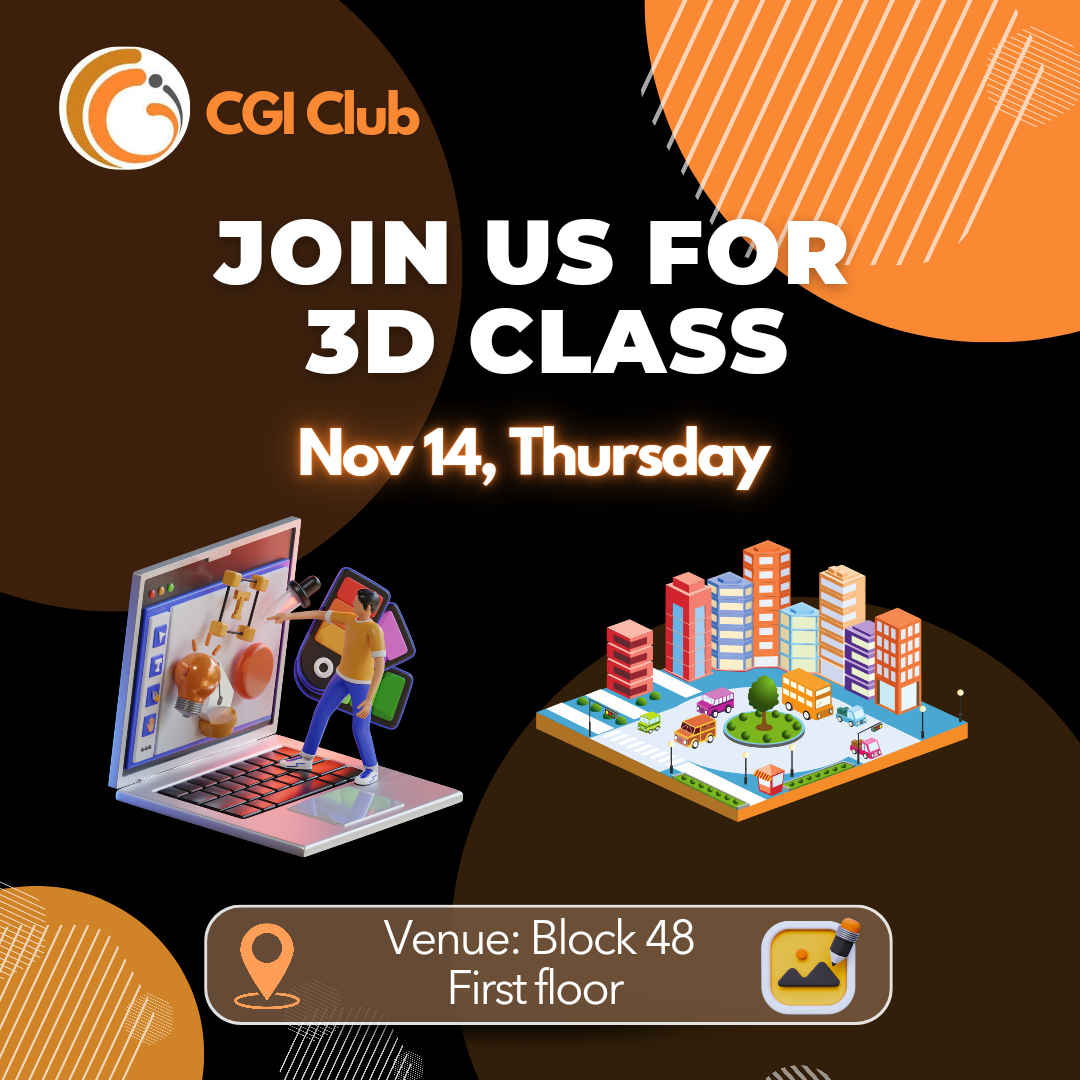 CGI Club
JOIN US FOR
3D CLASS
Nov 14, Thursday
Venue: Block 48
First floor